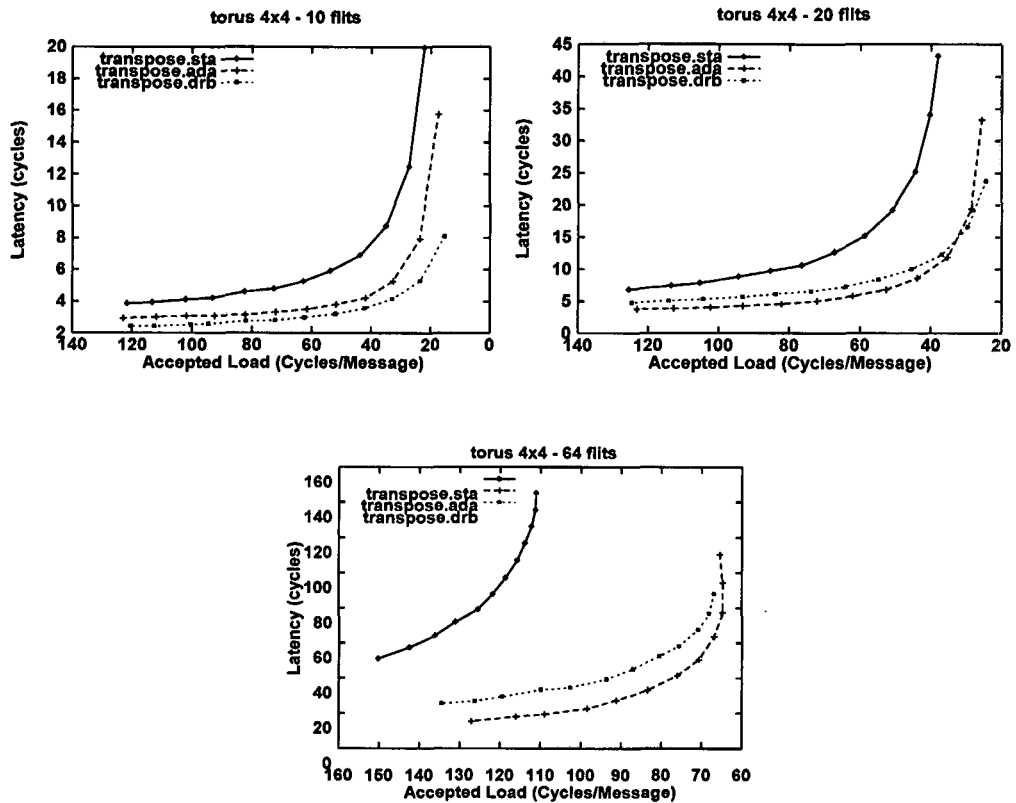 torus 4x4 - 10 flits
20
18
16
14
12
10
8
6
4
2
transpose.sta
transpose.ada
transpose.drb
Latency (cycles)
140 120 100 80 60 40 20 0
Accepted Load (Cycles/Message)
torus 4x4 - 20 flits
45
40
35
30
25
20
15
10
5
0
transpose.sta
transpose.ada
transpose.drb
Latency (cycles)
140 120 100 80 60 40 20
Accepted Load (Cycles/Message)
torus 4x4 - 64 flits
160
140
120
100
80
60
40
20
0
transpose.sta
transpose.ada
transpose.drb
Latency (cycles)
160 150 140 130 120 110 100 90 80 70 60
Accepted Load (Cycles/Message)